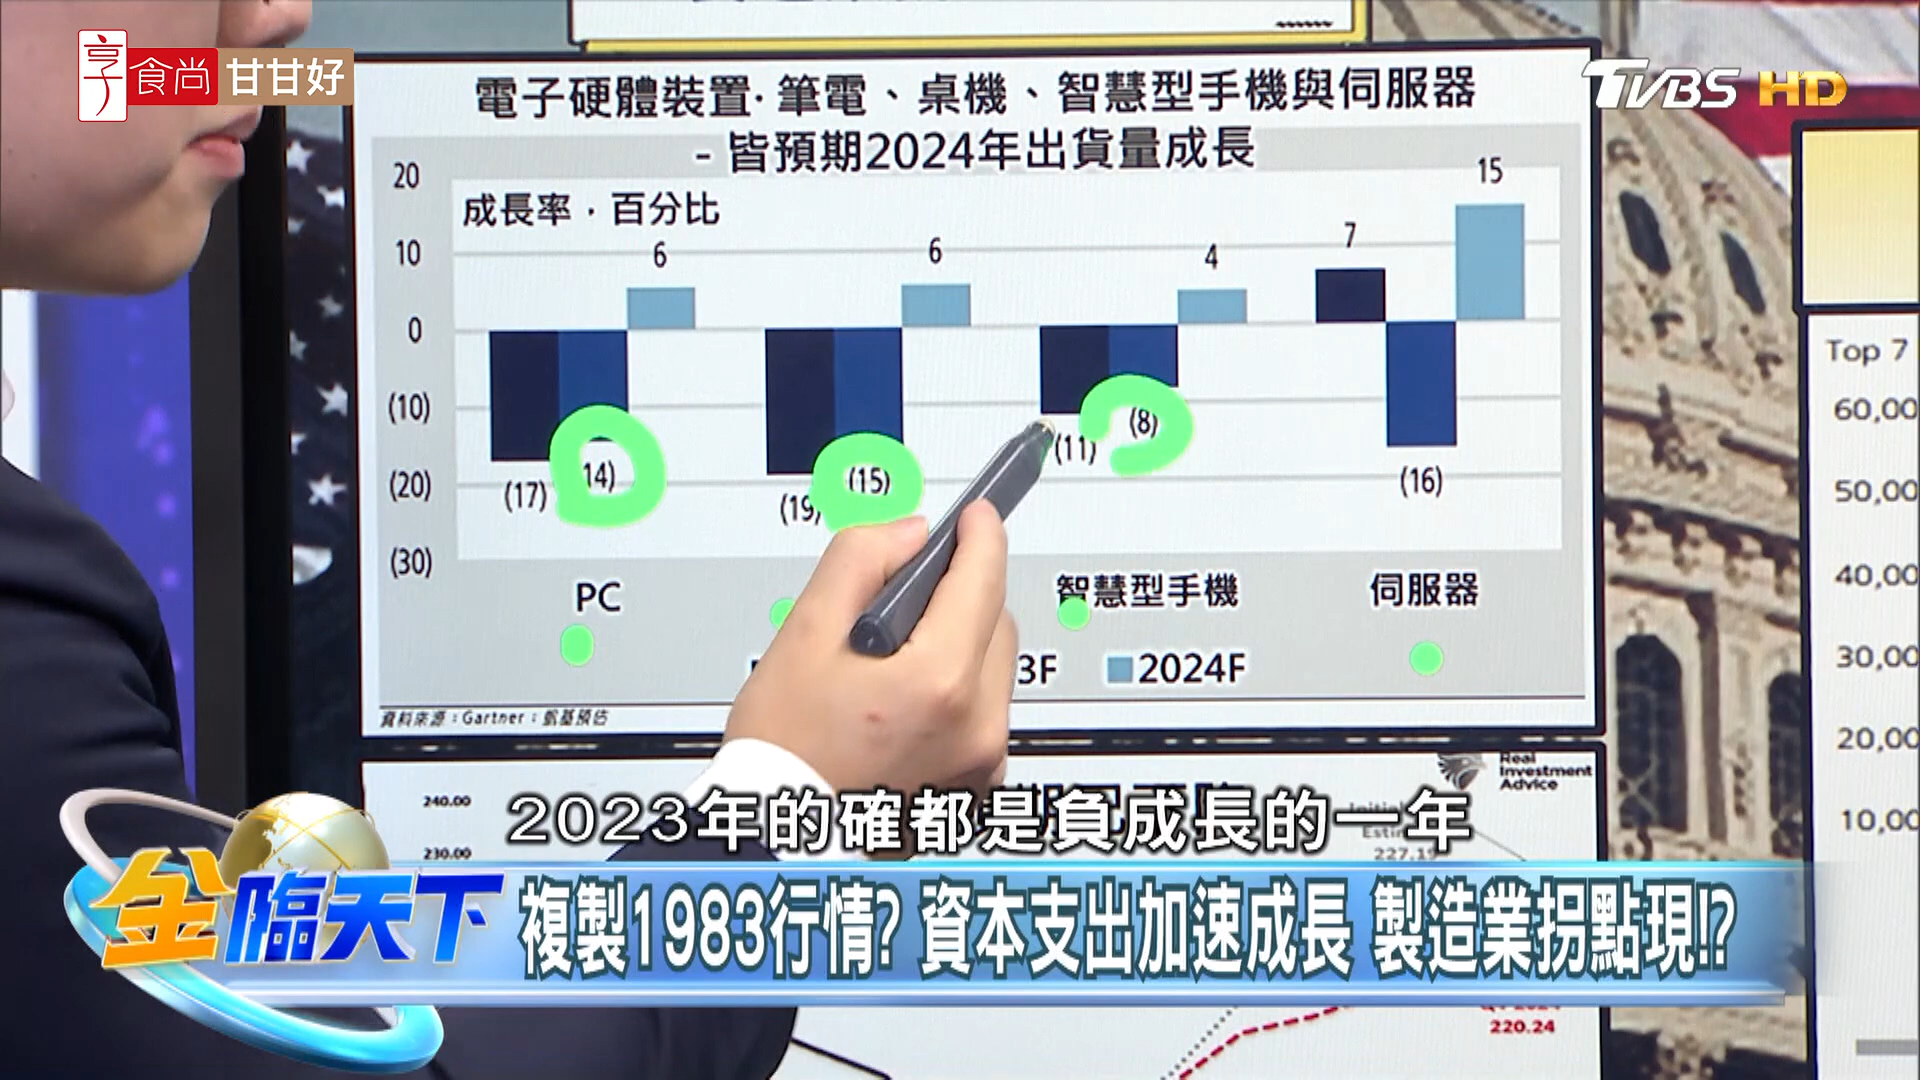 享食尚 甘甘好
TVBS HD
電子硬體裝置·筆電、桌機、智慧型手機與伺服器
-皆預期2024年出貨量成長
成長率·百分比
20
10
0
(10)
(20)
(30)
6
6
4
7
15
(17)
14)
(19)
(15)
(11)
(8)
(16)
PC
智慧型手機
伺服器
3F
2024F
資料來源:Gartner;凱基預估
Top 7
60,00
50,00
40,00
30,00
20,00
10,00
Real
Investment
Advice
240.00
230.00
227.19
220.24
2023年的確都是負成長的一年
金臨天下
複製1983行情? 資本支出加速成長 製造業拐點現!?